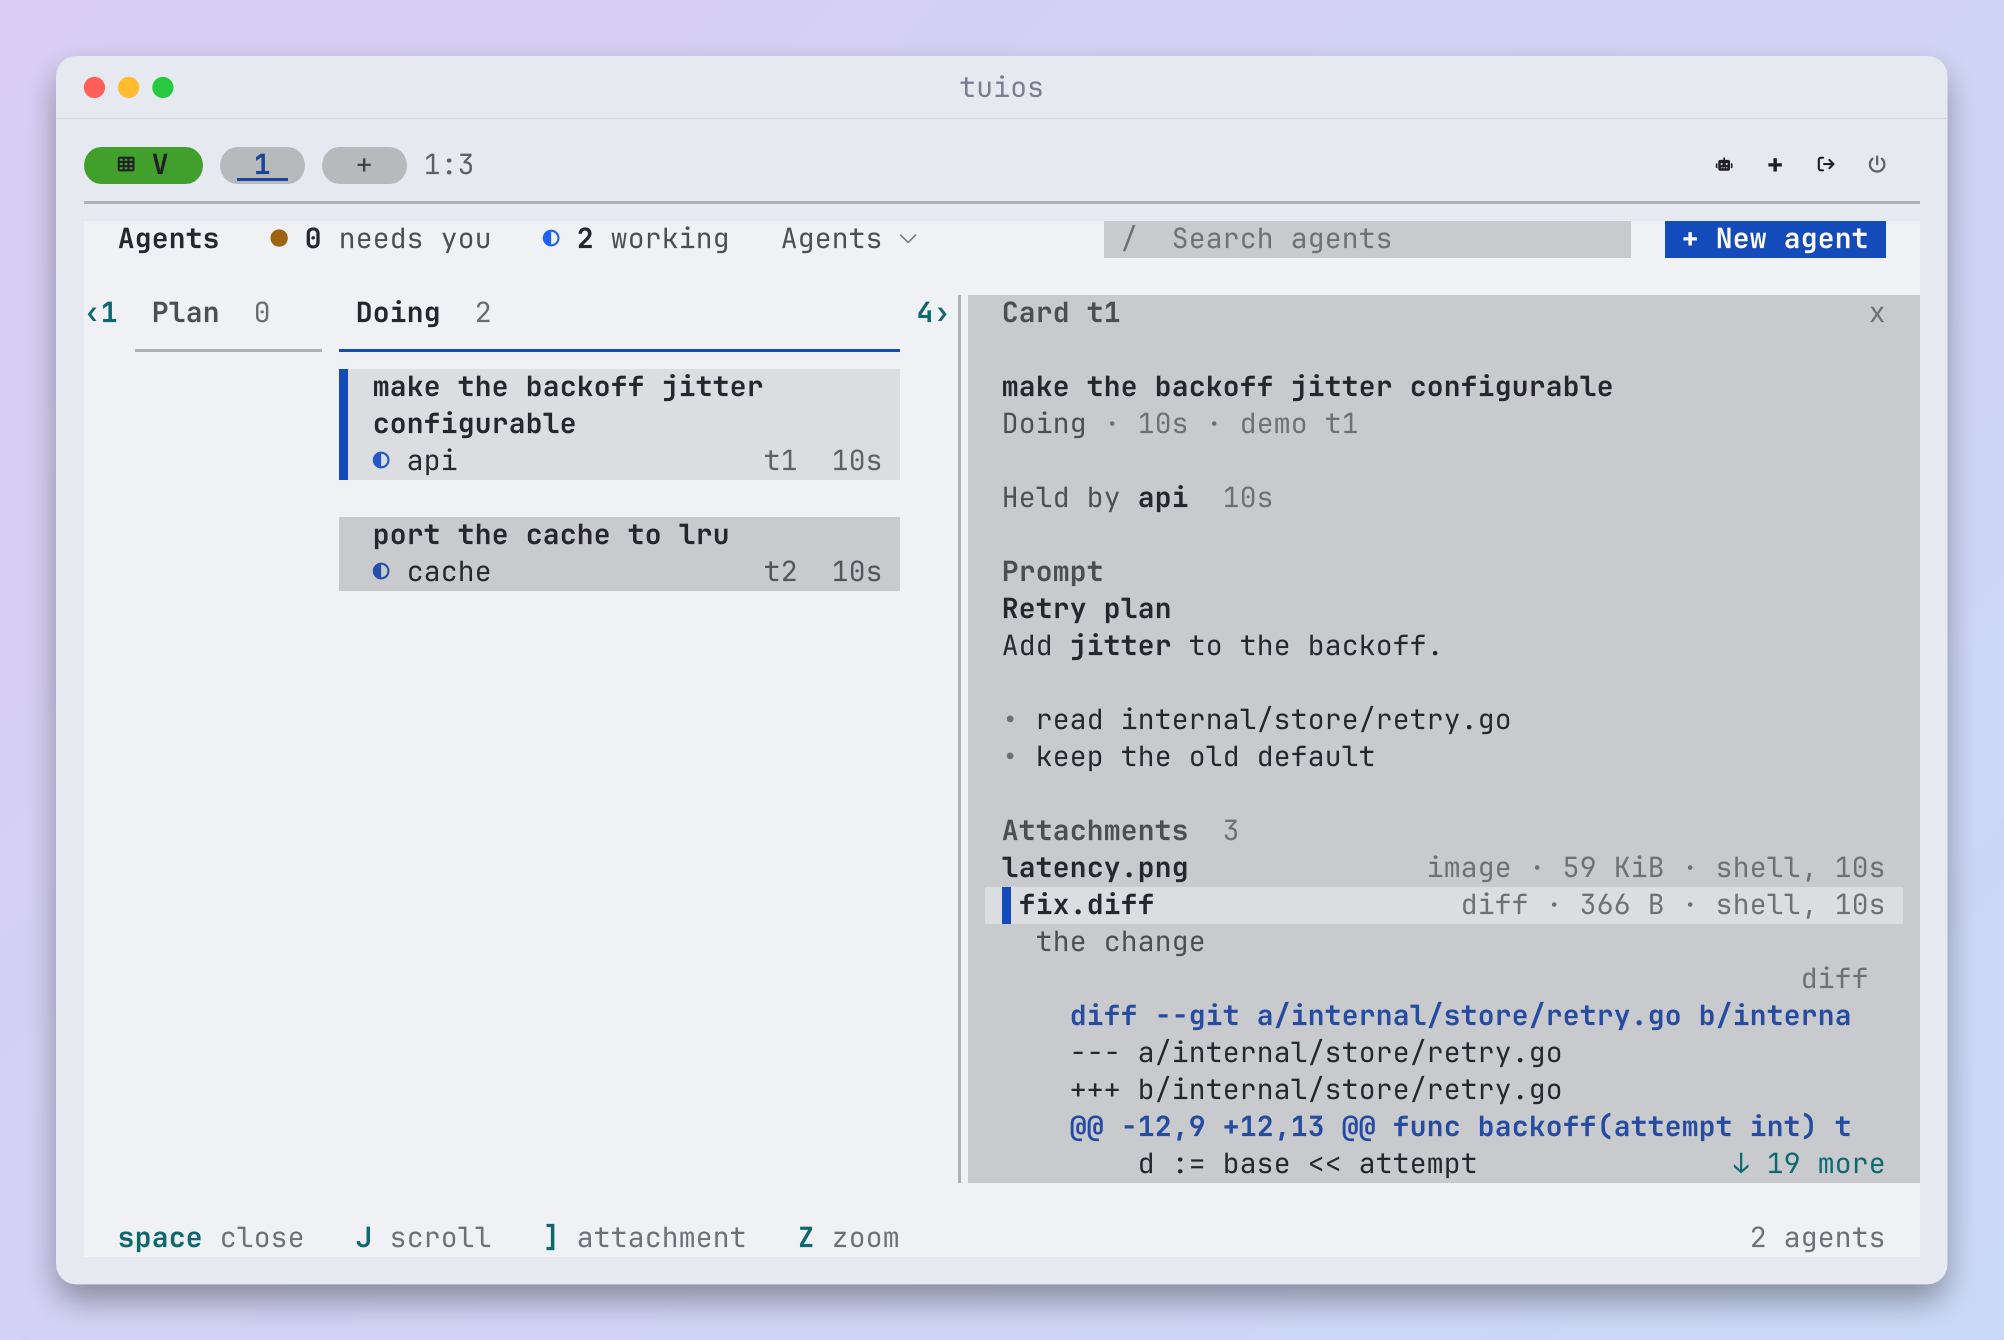 tuios
V 1 + 1:3
Agents 0 needs you 2 working Agents / Search agents + New agent
‹1 Plan 0 Doing 2 4›
make the backoff jitter
configurable
api t1 10s
port the cache to lru
cache t2 10s
Card t1 x
make the backoff jitter configurable
Doing · 10s · demo t1
Held by api 10s
Prompt
Retry plan
Add jitter to the backoff.
• read internal/store/retry.go
• keep the old default
Attachments 3
latency.png image · 59 KiB · shell, 10s
fix.diff diff · 366 B · shell, 10s
the change
diff
diff --git a/internal/store/retry.go b/interna
--- a/internal/store/retry.go
+++ b/internal/store/retry.go
@@ -12,9 +12,13 @@ func backoff(attempt int) t
d := base << attempt ↓ 19 more
space close J scroll ] attachment Z zoom 2 agents